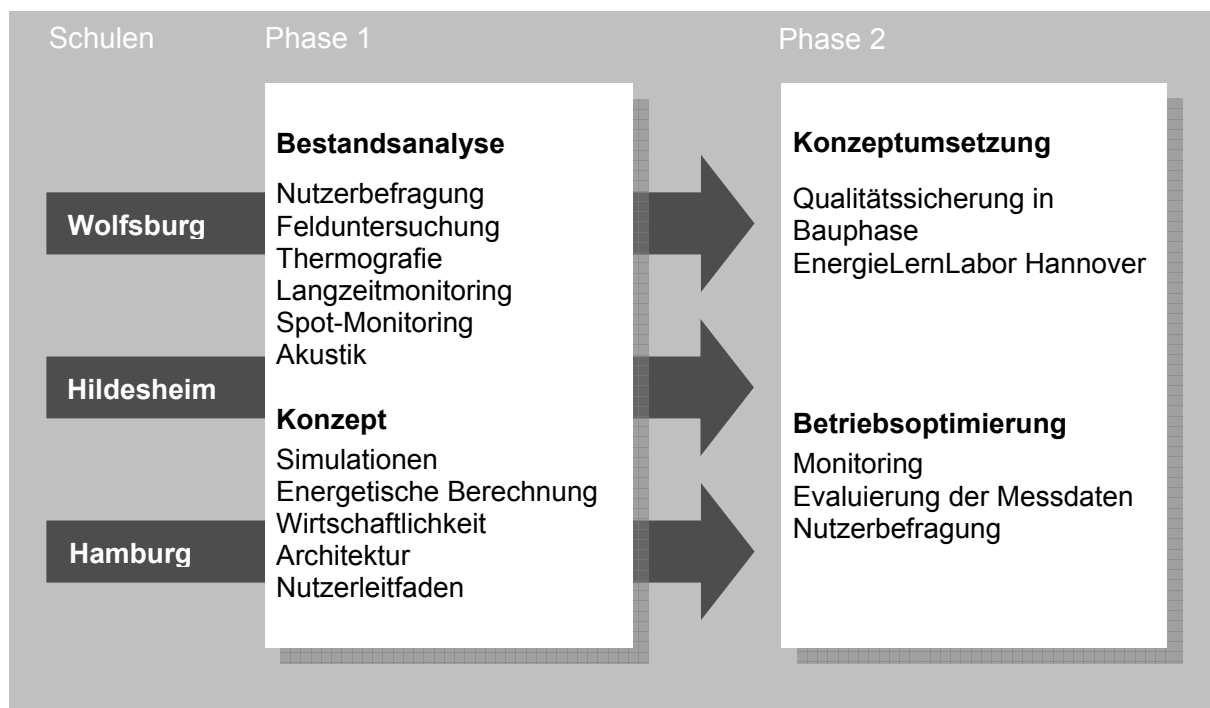 Schulen
Phase 1
Phase 2
Wolfsburg
Hildesheim
Hamburg
Bestandsanalyse
Nutzerbefragung
Felduntersuchung
Thermografie
Langzeitmonitoring
Spot-Monitoring
Akustik
Konzept
Simulationen
Energetische Berechnung
Wirtschaftlichkeit
Architektur
Nutzerleitfaden
Konzeptumsetzung
Qualitätssicherung in
Bauphase
EnergieLernLabor Hannover
Betriebsoptimierung
Monitoring
Evaluierung der Messdaten
Nutzerbefragung